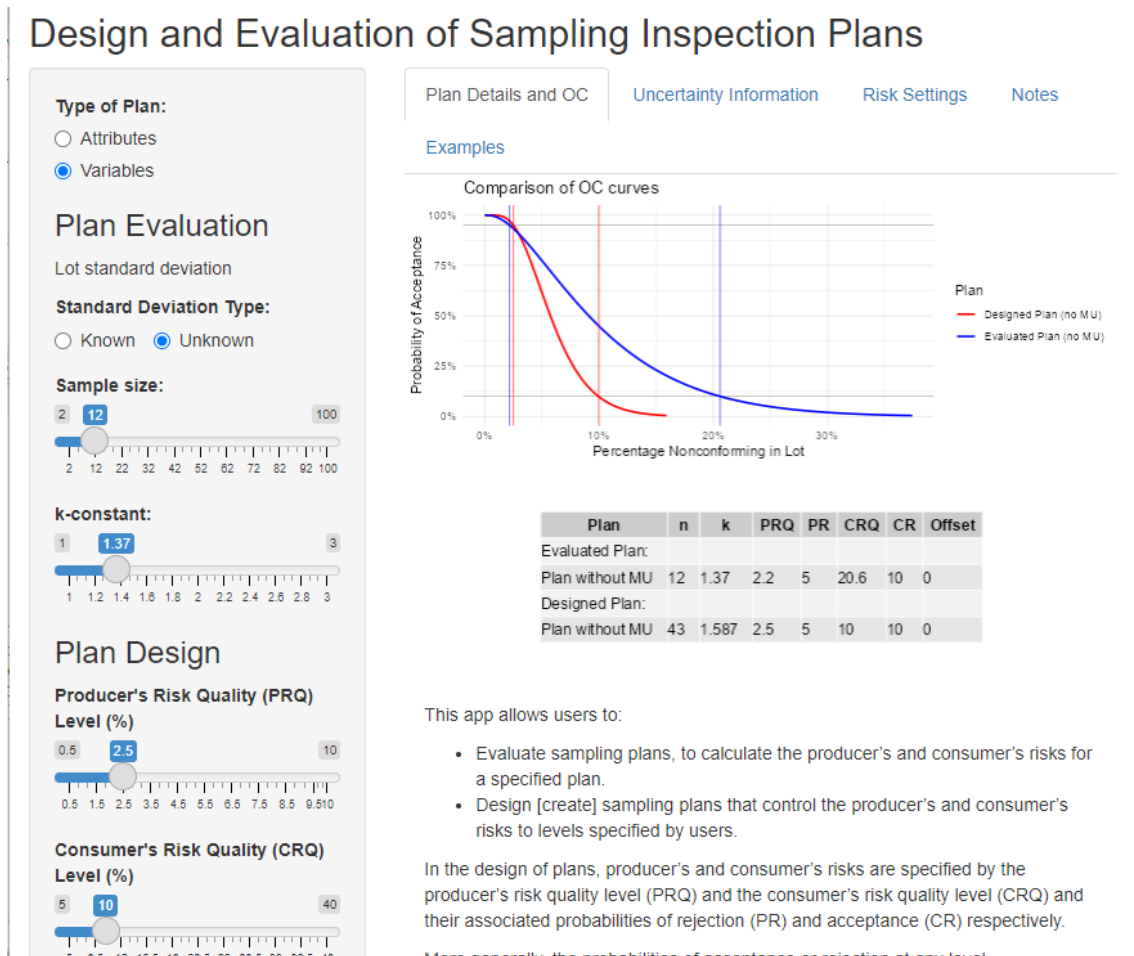 Design and Evaluation of Sampling Inspection Plans
Type of Plan:
Attributes
Variables
Plan Evaluation
Lot standard deviation
Standard Deviation Type:
Known Unknown
Sample size:
2 12 100
2 12 22 32 42 52 62 72 82 92 100
k-constant:
1 1.37 3
1 1.2 1.4 1.6 1.8 2 2.2 2.4 2.6 2.8 3
Plan Design
Producer's Risk Quality (PRQ)
Level (%)
0.5 2.5 10
0.5 1.5 2.5 3.5 4.5 5.5 6.5 7.5 8.5 9.510
Consumer's Risk Quality (CRQ)
Level (%)
5 10 40
Plan Details and OC Uncertainty Information Risk Settings Notes
Examples
Comparison of OC curves
Probability of Acceptance
100%
75%
50%
25%
0%
0% 10% 20% 30%
Percentage Nonconforming in Lot
Plan
Designed Plan (no MU)
Evaluated Plan (no MU)
Plan n k PRQ PR CRQ CR Offset
Evaluated Plan:
Plan without MU 12 1.37 2.2 5 20.6 10 0
Designed Plan:
Plan without MU 43 1.587 2.5 5 10 10 0
This app allows users to:
• Evaluate sampling plans, to calculate the producer's and consumer's risks for
a specified plan.
• Design [create] sampling plans that control the producer's and consumer's
risks to levels specified by users.
In the design of plans, producer's and consumer's risks are specified by the
producer's risk quality level (PRQ) and the consumer's risk quality level (CRQ) and
their associated probabilities of rejection (PR) and acceptance (CR) respectively.
More generally, the probabilities of acceptance or rejection at any level